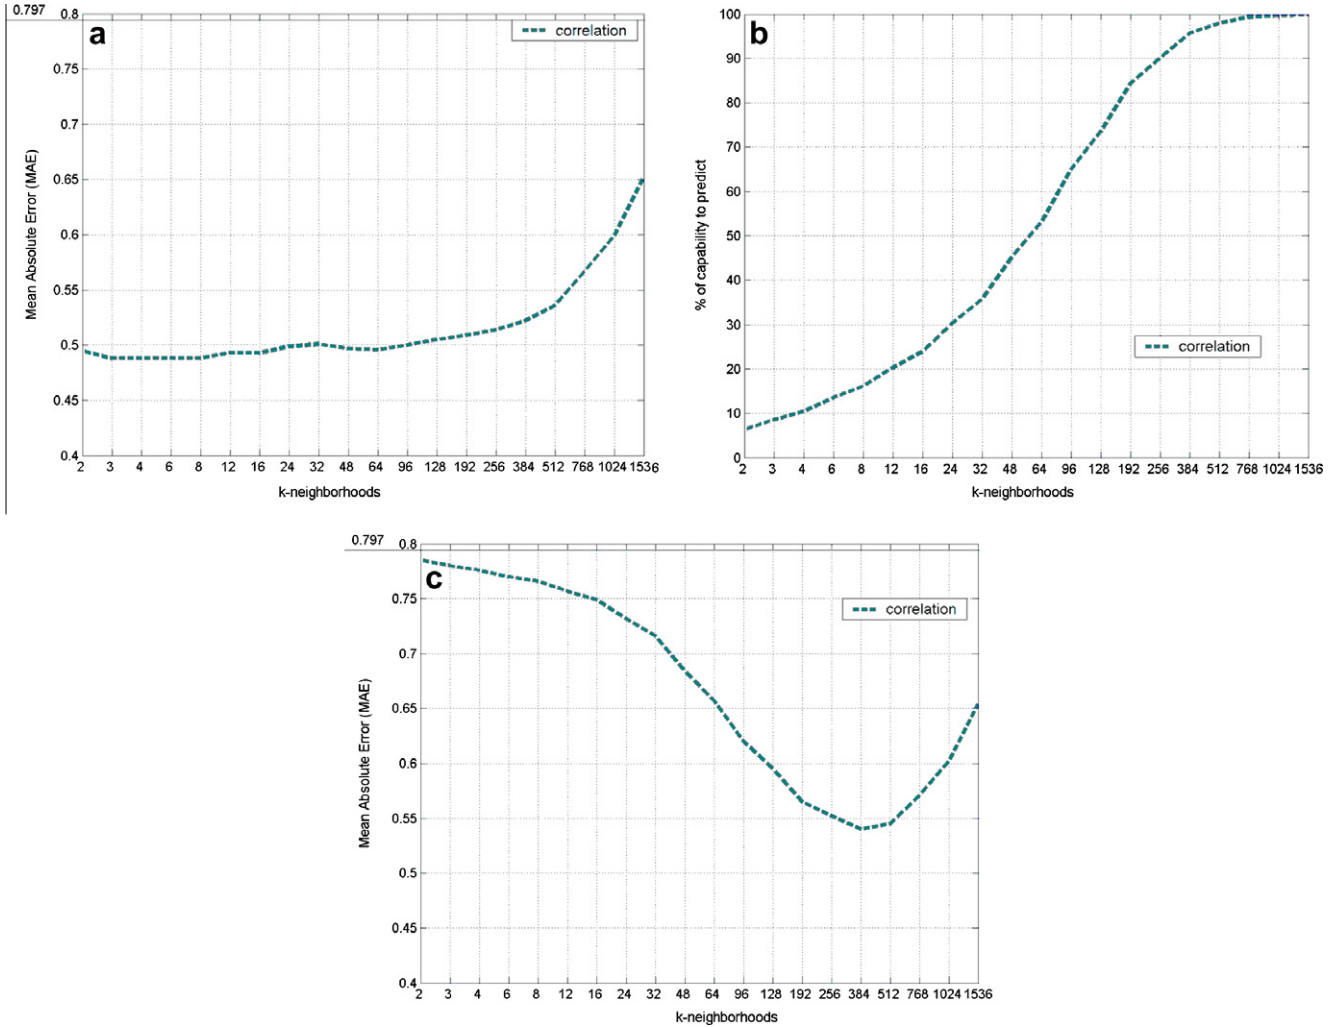 0.797
0.8
a
correlation
0.75
0.7
0.65
0.6
0.55
0.5
0.45
0.4
Mean Absolute Error (MAE)
2 3 4 6 8 12 16 24 32 48 64 96 128 192 256 384 512 768 1024 1536
k-neighborhoods
100
b
90
80
70
60
50
40
30
20
10
0
% of capability to predict
correlation
2 3 4 6 8 12 16 24 32 48 64 96 128 192 256 384 512 768 1024 1536
k-neighborhoods
0.797
0.8
c
correlation
0.75
0.7
0.65
0.6
0.55
0.5
0.45
0.4
Mean Absolute Error (MAE)
2 3 4 6 8 12 16 24 32 48 64 96 128 192 256 384 512 768 1024 1536
k-neighborhoods